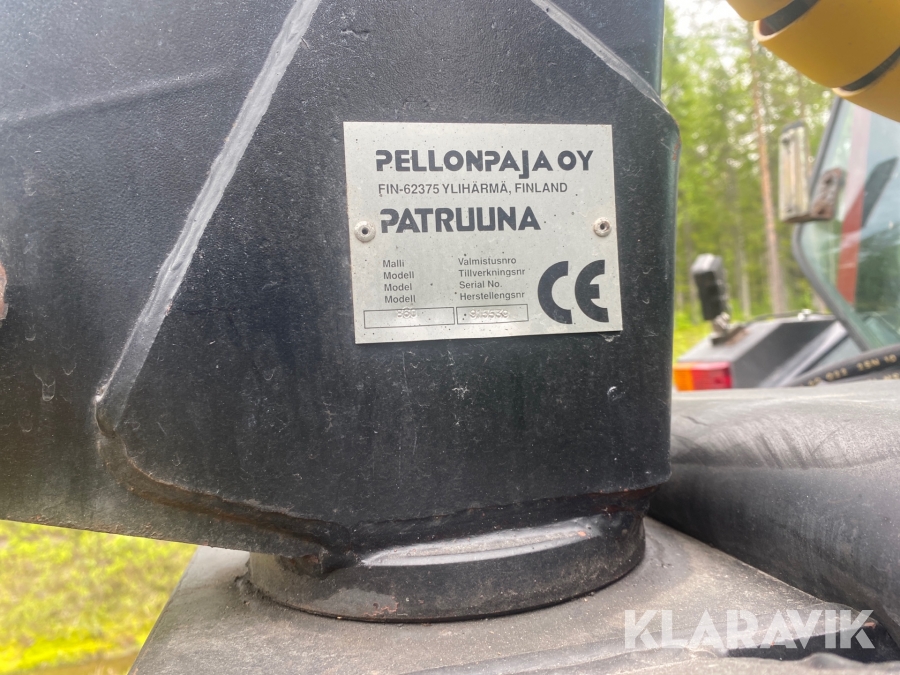 PELLONPAJA OY
FIN-62375 YLIHÄRMÄ, FINLAND
PATRUUNA
Malli Valmistusnro
Modell Tillverkningsnr
Model Serial No.
Modell Herstellengsnr
CE
KLARAVIK